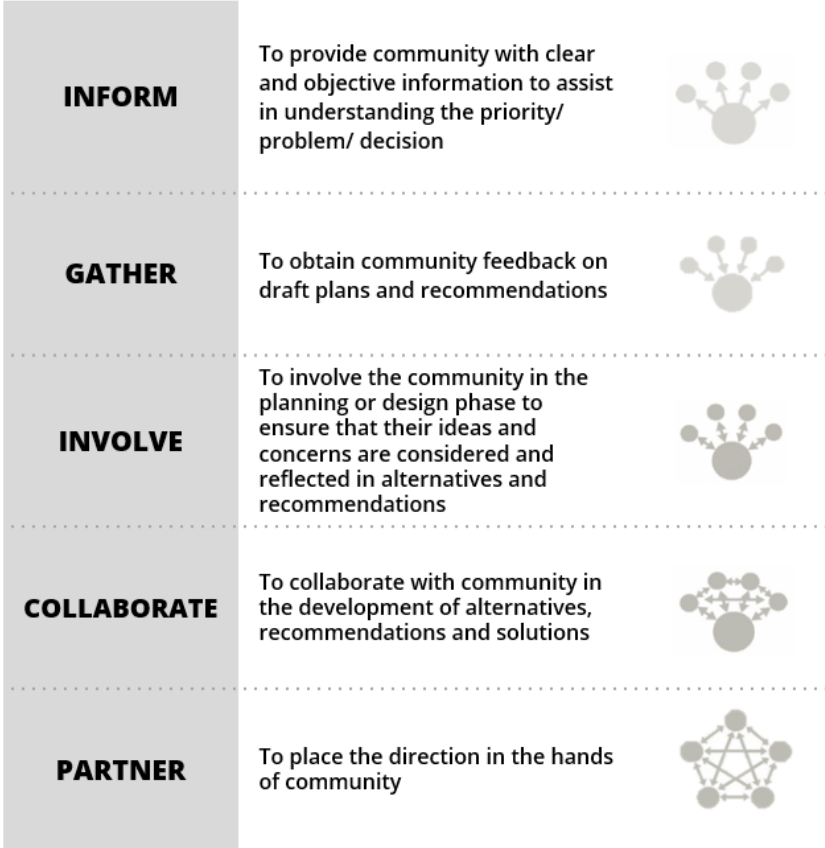 INFORM
To provide community with clear
and objective information to assist
in understanding the priority/
problem/ decision
GATHER
To obtain community feedback on
draft plans and recommendations
INVOLVE
To involve the community in the
planning or design phase to
ensure that their ideas and
concerns are considered and
reflected in alternatives and
recommendations
COLLABORATE
To collaborate with community in
the development of alternatives,
recommendations and solutions
PARTNER
To place the direction in the hands
of community